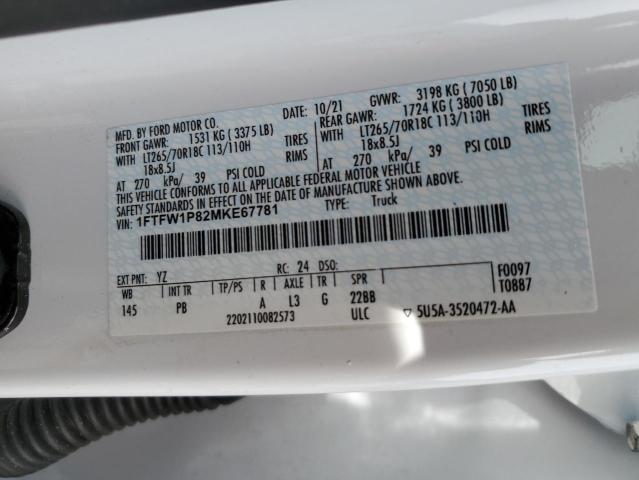 MFD. BY FORD MOTOR CO.
10/21 GVWR: 3198 KG ( 7050 LB)
FRONT GAWR: 1531 KG ( 3375 LB)
REAR GAWR: 1724 KG ( 3800 LB)
WITH LT265/70R18C 113/110H TIRES
WITH LT265/70R18C 113/110H TIRES
18x8.5J RIMS
18x8.5J RIMS
AT 270 kPa/ 39 PSI COLD
AT 270 kPa/ 39 PSI COLD
THIS VEHICLE CONFORMS TO ALL APPLICABLE FEDERAL MOTOR VEHICLE
SAFETY STANDARDS IN EFFECT ON THE DATE OF MANUFACTURE SHOWN ABOVE.
VIN: 1FTFW1P82MKE67781 TYPE: Truck
EXT PNT: YZ RC: 24 DSO: F0097
WB INT TR TP/PS R AXLE TR SPR T0887
145 PB A L3 G 22BB
2202110082573 ULC 5U5A-3520472-AA